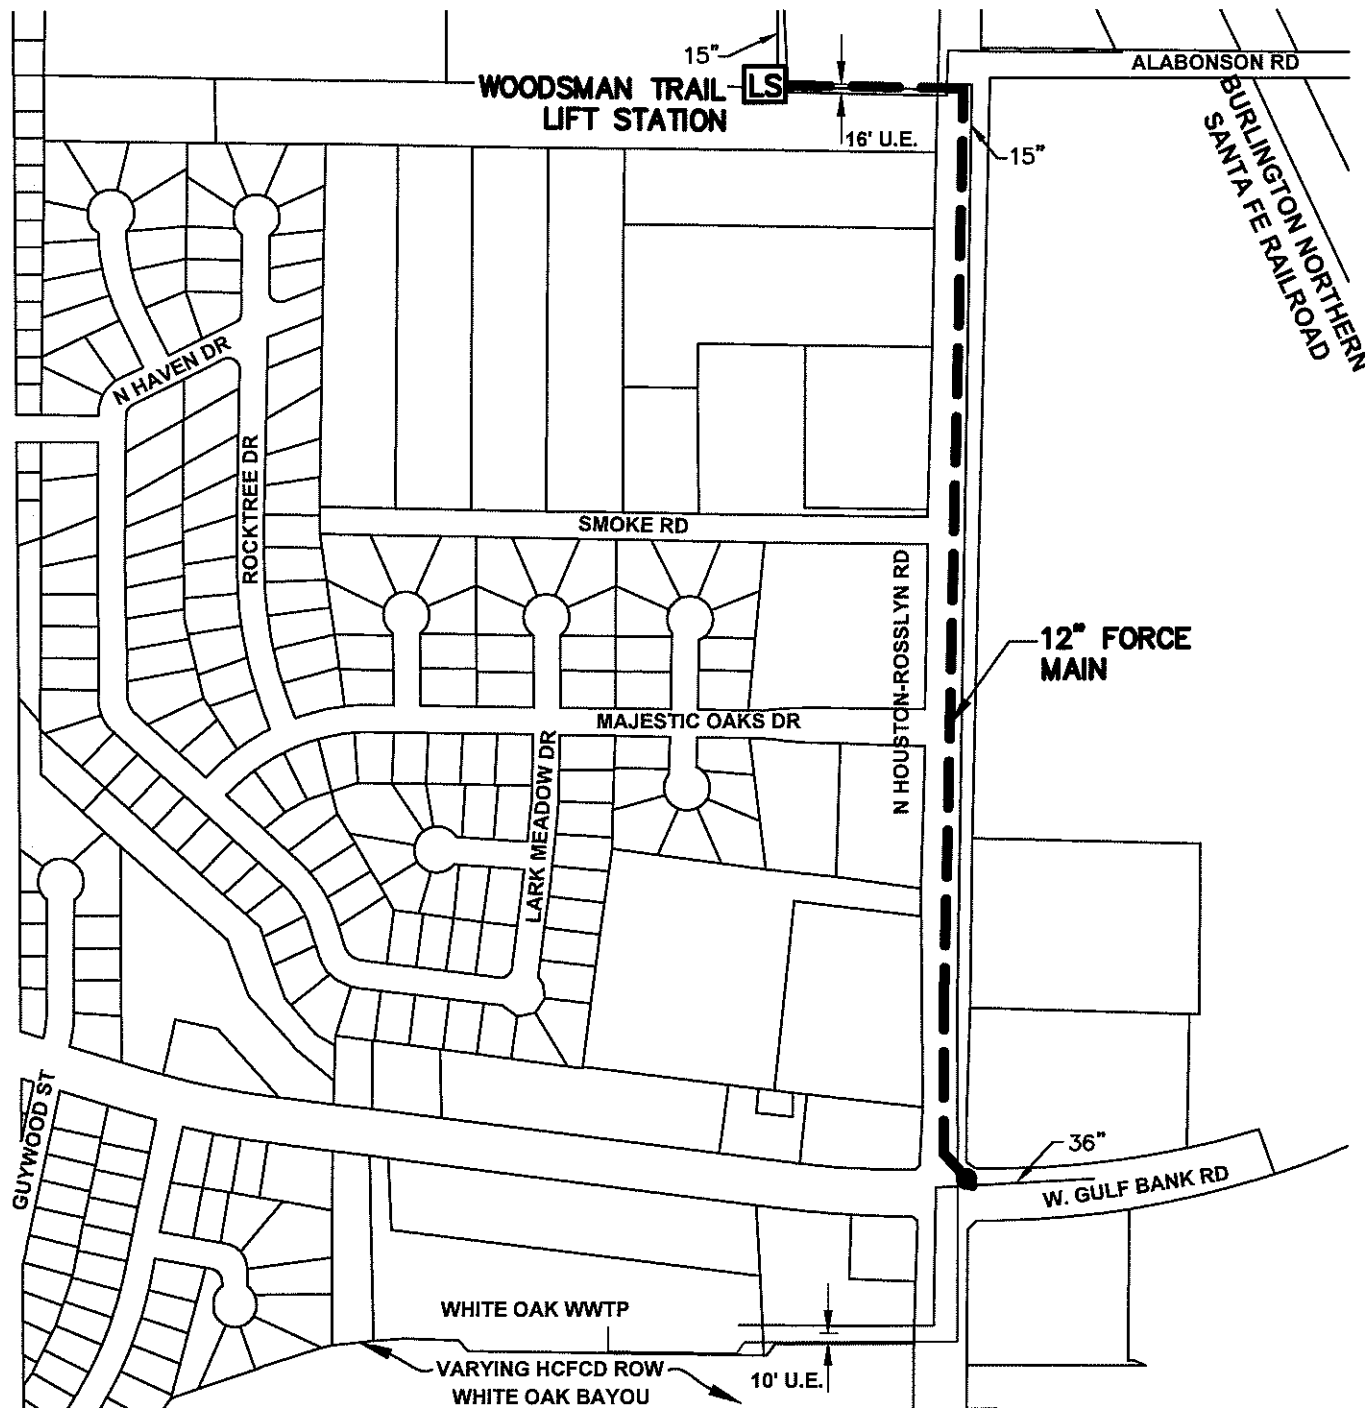 15"
ALABONSON RD
WOODSMAN TRAIL
LIFT STATION
LS
16' U.E.
15"
BURLINGTON NORTHERN
SANTA FE RAILROAD
N HAVEN DR
ROCKTREE DR
SMOKE RD
N HOUSTON-ROSSLYN RD
12" FORCE
MAIN
MAJESTIC OAKS DR
LARK MEADOW DR
GUYWOOD ST
36"
W. GULF BANK RD
WHITE OAK WWTP
VARYING HCFCD ROW
WHITE OAK BAYOU
10' U.E.